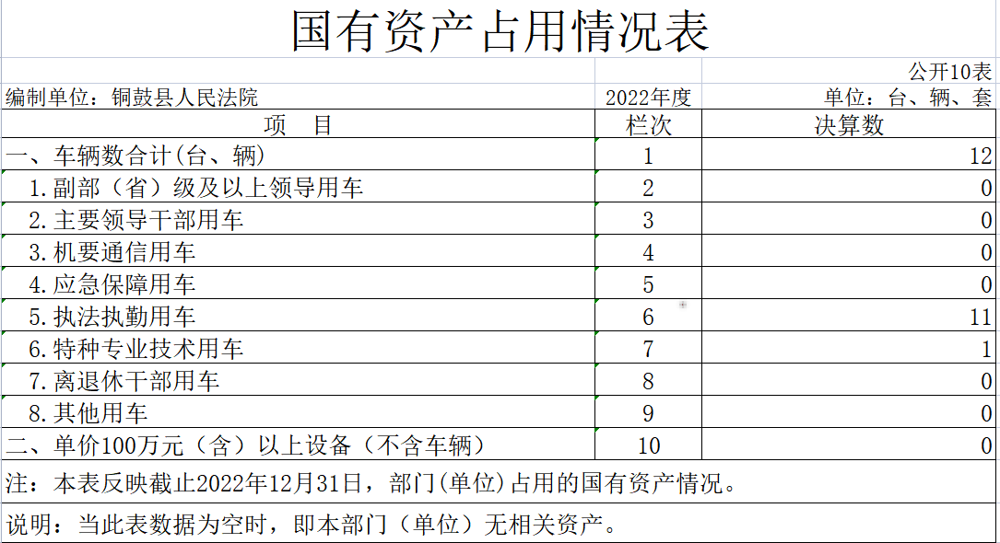 国有资产占用情况表
公开10表
编制单位：铜鼓县人民法院 2022年度 单位：台、辆、套
项 目 栏次 决算数
一、车辆数合计(台、辆) 1 12
1.副部（省）级及以上领导用车 2 0
2.主要领导干部用车 3 0
3.机要通信用车 4 0
4.应急保障用车 5 0
5.执法执勤用车 6 11
6.特种专业技术用车 7 1
7.离退休干部用车 8 0
8.其他用车 9 0
二、单价100万元（含）以上设备（不含车辆） 10 0
注：本表反映截止2022年12月31日，部门(单位)占用的国有资产情况。
说明：当此表数据为空时，即本部门（单位）无相关资产。